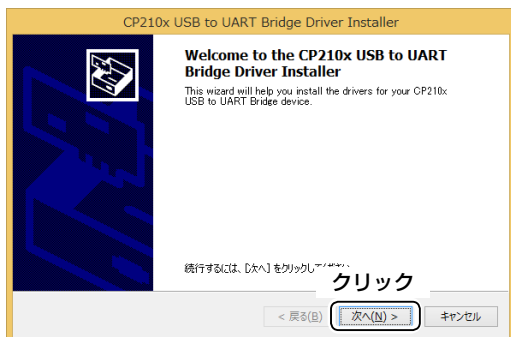 CP210x USB to UART Bridge Driver Installer
Welcome to the CP210x USB to UART
Bridge Driver Installer
This wizard will help you install the drivers for your CP210x
USB to UART Bridge device.
続行するには、[次へ] をクリックして
クリック
< 戻る(B)
次へ(N) >
キャンセル